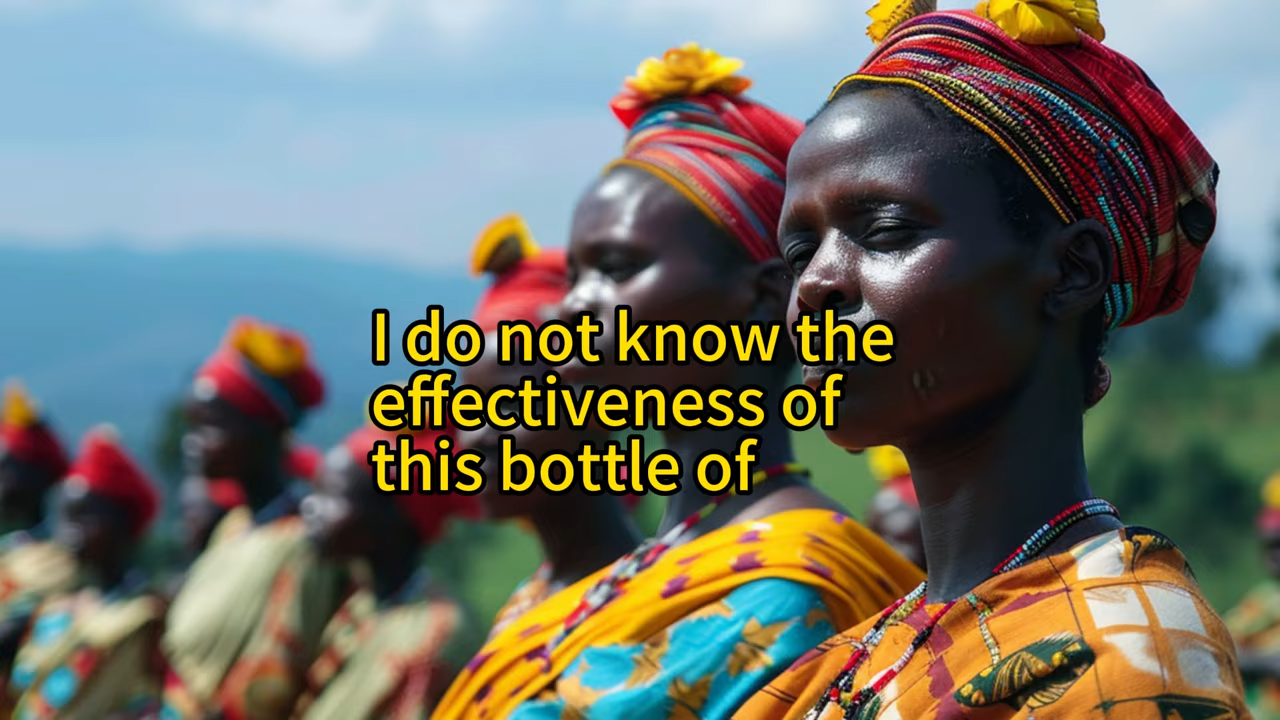 I do not know the
effectiveness of
this bottle of